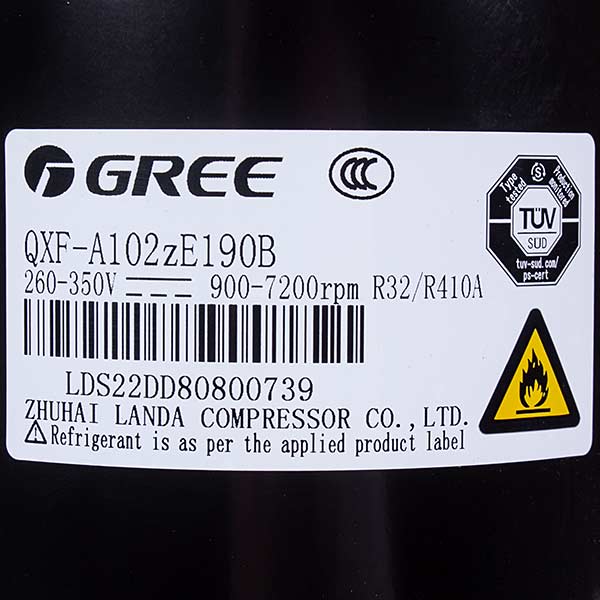 GREE
CCC
QXF-A102zE190B
260-350V 900-7200rpm R32/R410A
LDS22DD80800739
ZHUHAI LANDA COMPRESSOR CO.,LTD.
Refrigerant is as per the applied product label
Type tested
Production monitored
TÜV
SÜD
tuv-sud.com/
ps-cert